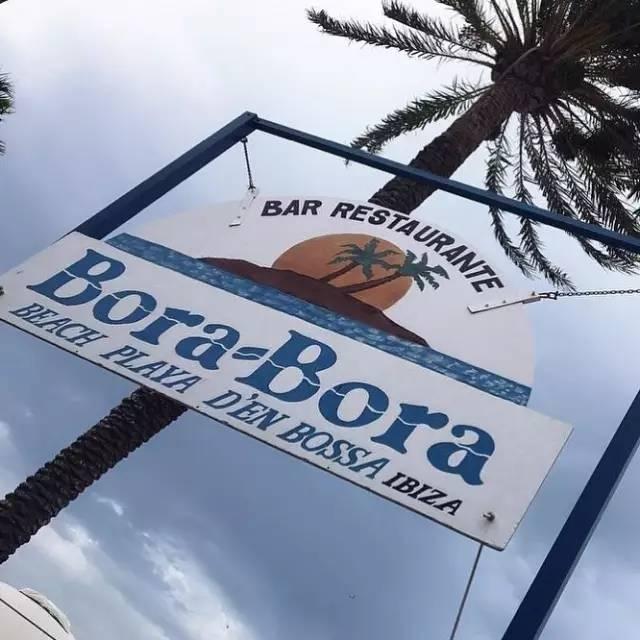 BAR RESTAURANTE
Bora-Bora
BEACH PLAYA D'EN BOSSA IBIZA